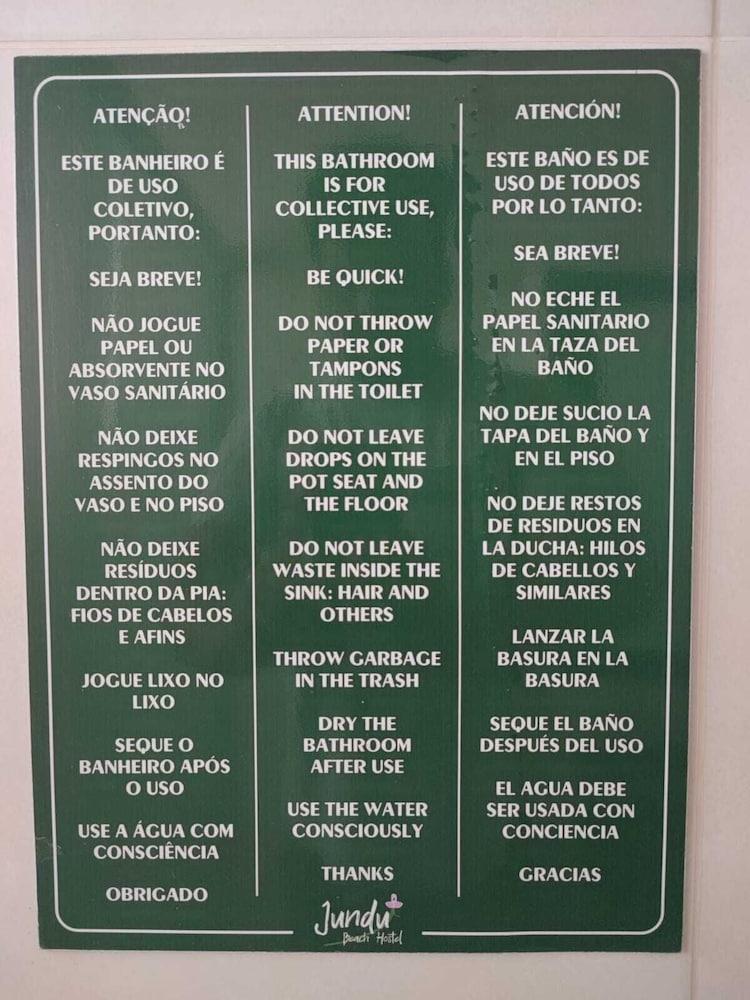 ATENÇÃO!
ESTE BANHEIRO É
DE USO
COLETIVO,
PORTANTO:
SEJA BREVE!
NÃO JOGUE
PAPEL OU
ABSORVENTE NO
VASO SANITÁRIO
NÃO DEIXE
RESPINGOS NO
ASSENTO DO
VASO E NO PISO
NÃO DEIXE
RESÍDUOS
DENTRO DA PIA:
FIOS DE CABELOS
E AFINS
JOGUE LIXO NO
LIXO
SEQUE O
BANHEIRO APÓS
O USO
USE A ÁGUA COM
CONSCIÊNCIA
OBRIGADO
ATTENTION!
THIS BATHROOM
IS FOR
COLLECTIVE USE,
PLEASE:
BE QUICK!
DO NOT THROW
PAPER OR
TAMPONS
IN THE TOILET
DO NOT LEAVE
DROPS ON THE
POT SEAT AND
THE FLOOR
DO NOT LEAVE
WASTE INSIDE THE
SINK: HAIR AND
OTHERS
THROW GARBAGE
IN THE TRASH
DRY THE
BATHROOM
AFTER USE
USE THE WATER
CONSCIOUSLY
THANKS
ATENCIÓN!
ESTE BAÑO ES DE
USO DE TODOS
POR LO TANTO:
SEA BREVE!
NO ECHE EL
PAPEL SANITARIO
EN LA TAZA DEL
BAÑO
NO DEJE SUCIO LA
TAPA DEL BAÑO Y
EN EL PISO
NO DEJE RESTOS
DE RESIDUOS EN
LA DUCHA: HILOS
DE CABELLOS Y
SIMILARES
LANZAR LA
BASURA EN LA
BASURA
SEQUE EL BAÑO
DESPUÉS DEL USO
EL AGUA DEBE
SER USADA CON
CONCIENCIA
GRACIAS
Jundu
Beach Hostel